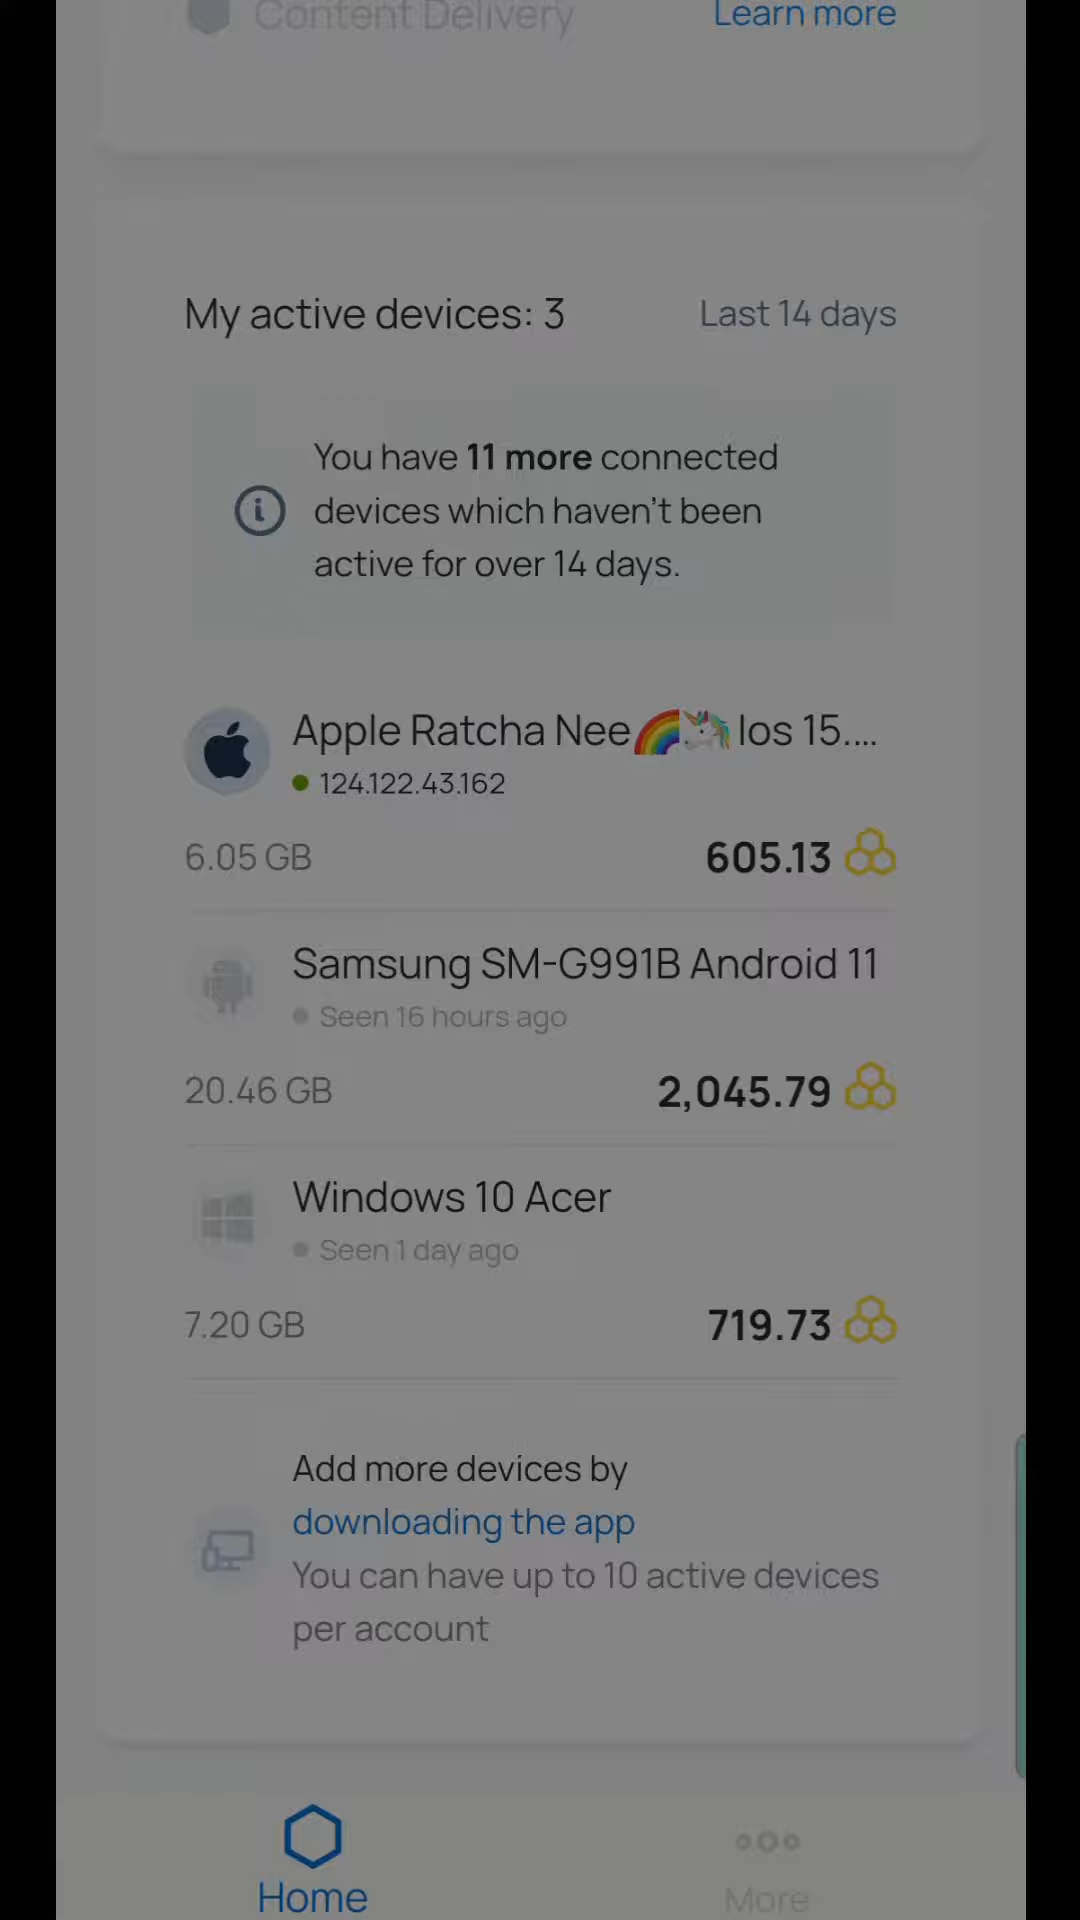 Content Delivery Learn more
My active devices: 3 Last 14 days
You have 11 more connected
devices which haven't been
active for over 14 days.
Apple Ratcha Nee🌈🦄 Ios 15....
124.122.43.162
6.05 GB 605.13
Samsung SM-G991B Android 11
Seen 16 hours ago
20.46 GB 2,045.79
Windows 10 Acer
Seen 1 day ago
7.20 GB 719.73
Add more devices by
downloading the app
You can have up to 10 active devices
per account
Home More